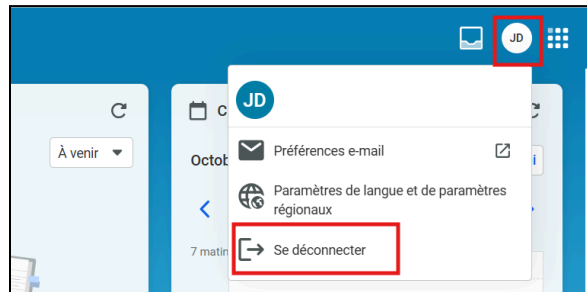 JD
C
JD
À venir
Préférences e-mail
Octob
i
Paramètres de langue et de paramètres
régionaux
7 matin
Se déconnecter